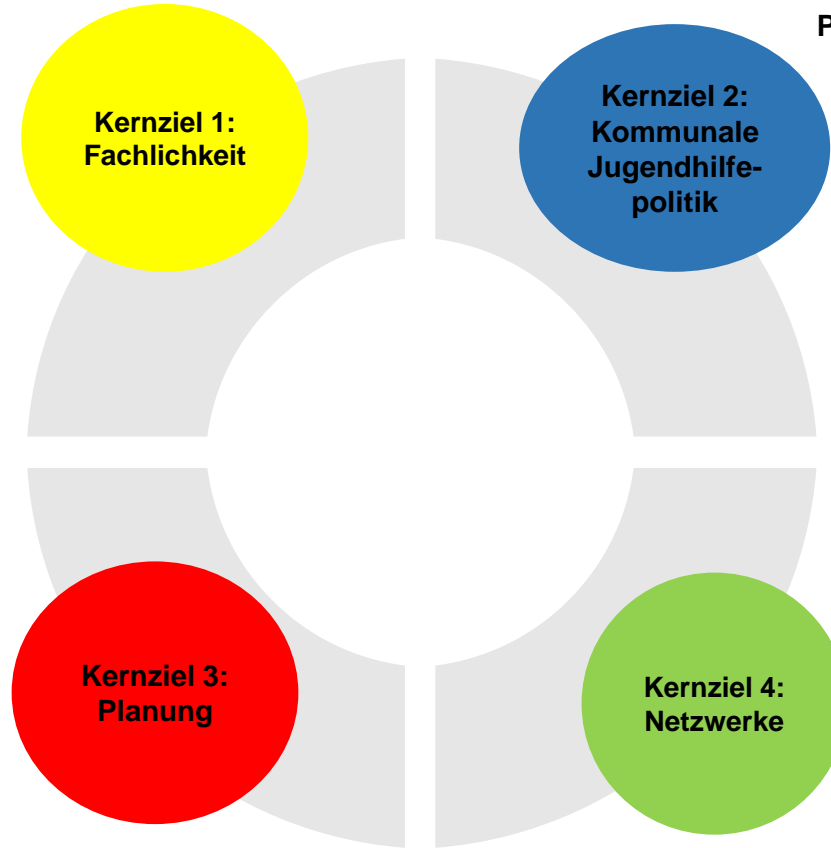 P
Kernziel 1:
Fachlichkeit
Kernziel 2:
Kommunale
Jugendhilfe-
politik
Kernziel 3:
Planung
Kernziel 4:
Netzwerke